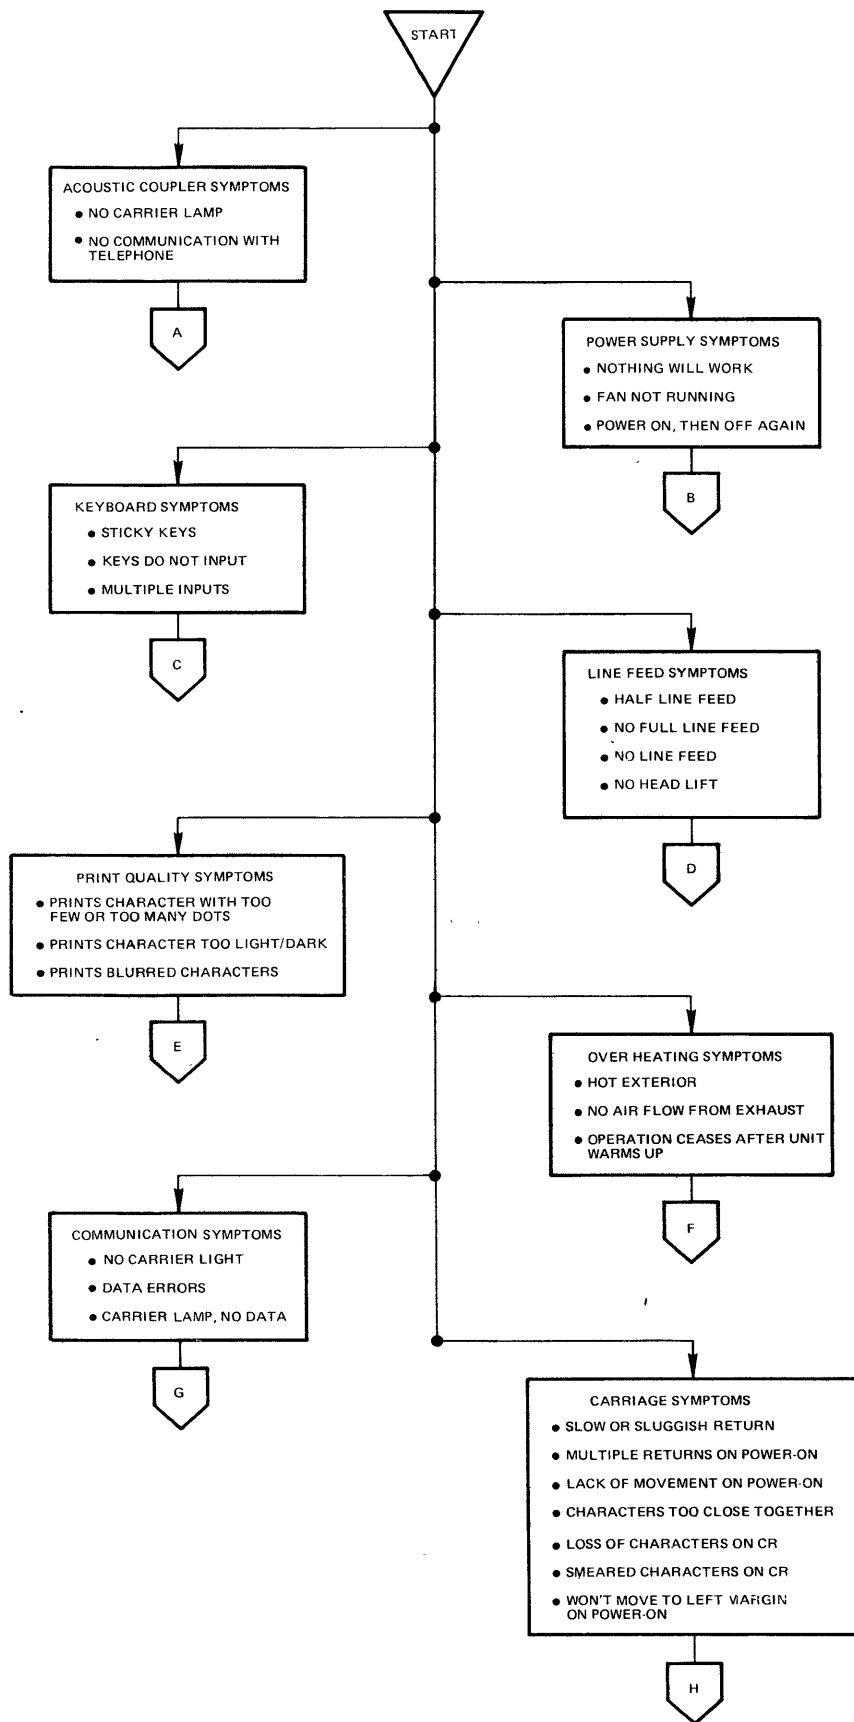 START
ACOUSTIC COUPLER SYMPTOMS
● NO CARRIER LAMP
● NO COMMUNICATION WITH
TELEPHONE
A
POWER SUPPLY SYMPTOMS
● NOTHING WILL WORK
● FAN NOT RUNNING
● POWER ON, THEN OFF AGAIN
B
KEYBOARD SYMPTOMS
● STICKY KEYS
● KEYS DO NOT INPUT
● MULTIPLE INPUTS
C
LINE FEED SYMPTOMS
● HALF LINE FEED
● NO FULL LINE FEED
● NO LINE FEED
● NO HEAD LIFT
D
PRINT QUALITY SYMPTOMS
● PRINTS CHARACTER WITH TOO
FEW OR TOO MANY DOTS
● PRINTS CHARACTER TOO LIGHT/DARK
● PRINTS BLURRED CHARACTERS
E
OVER HEATING SYMPTOMS
● HOT EXTERIOR
● NO AIR FLOW FROM EXHAUST
● OPERATION CEASES AFTER UNIT
WARMS UP
F
COMMUNICATION SYMPTOMS
● NO CARRIER LIGHT
● DATA ERRORS
● CARRIER LAMP, NO DATA
G
CARRIAGE SYMPTOMS
● SLOW OR SLUGGISH RETURN
● MULTIPLE RETURNS ON POWER-ON
● LACK OF MOVEMENT ON POWER-ON
● CHARACTERS TOO CLOSE TOGETHER
● LOSS OF CHARACTERS ON CR
● SMEARED CHARACTERS ON CR
● WON'T MOVE TO LEFT MARGIN
ON POWER-ON
H